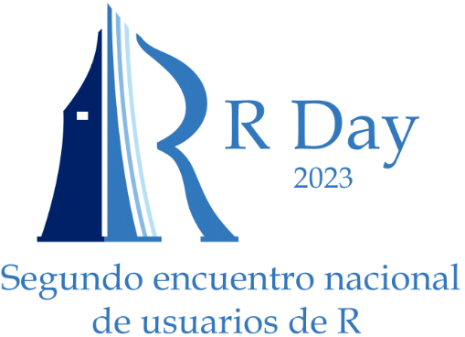 R Day
2023
Segundo encuentro nacional
de usuarios de R